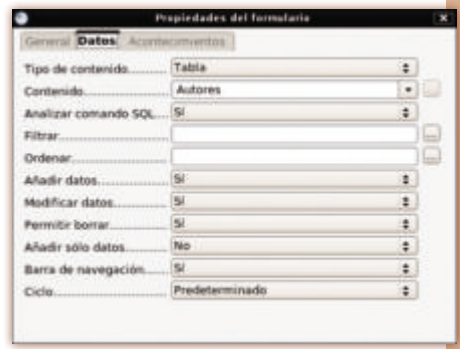 Propiedades del formulario
General Datos Acontecimientos
Tipo de contenido............ Tabla
Contenido............ Autores
Analizar comando SQL.... Sí
Filtrar............
Ordenar............
Añadir datos............ Sí
Modificar datos............ Sí
Permitir borrar............ Sí
Añadir sólo datos............ No
Barra de navegación....... Sí
Ciclo............ Predeterminado